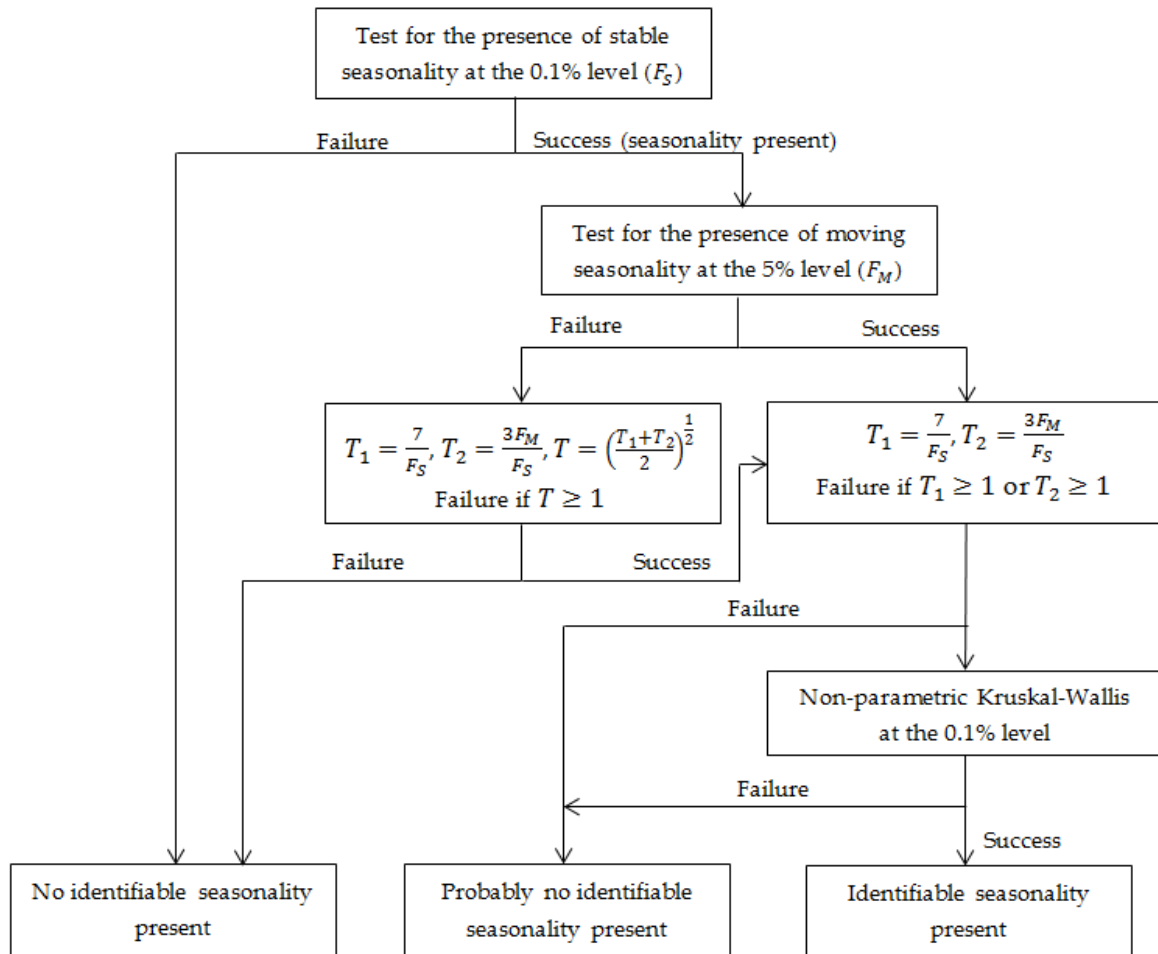 Test for the presence of stable
seasonality at the 0.1% level (F_S)
Failure
Success (seasonality present)
Test for the presence of moving
seasonality at the 5% level (F_M)
Failure
Success
T_1 = 7/F_S, T_2 = 3F_M/F_S, T = ((T_1+T_2)/2)^(1/2)
Failure if T ≥ 1
T_1 = 7/F_S, T_2 = 3F_M/F_S
Failure if T_1 ≥ 1 or T_2 ≥ 1
Failure
Success
Failure
Non-parametric Kruskal-Wallis
at the 0.1% level
Failure
Success
No identifiable seasonality
present
Probably no identifiable
seasonality present
Identifiable seasonality
present